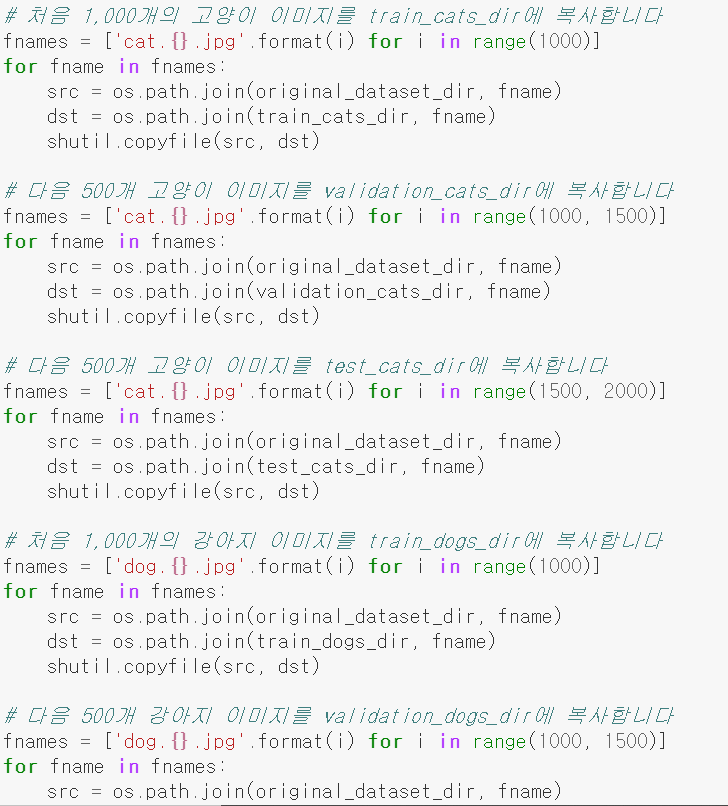 # 처음 1,000개의 고양이 이미지를 train_cats_dir에 복사합니다
fnames = ['cat.{}.jpg'.format(i) for i in range(1000)]
for fname in fnames:
    src = os.path.join(original_dataset_dir, fname)
    dst = os.path.join(train_cats_dir, fname)
    shutil.copyfile(src, dst)

# 다음 500개 고양이 이미지를 validation_cats_dir에 복사합니다
fnames = ['cat.{}.jpg'.format(i) for i in range(1000, 1500)]
for fname in fnames:
    src = os.path.join(original_dataset_dir, fname)
    dst = os.path.join(validation_cats_dir, fname)
    shutil.copyfile(src, dst)

# 다음 500개 고양이 이미지를 test_cats_dir에 복사합니다
fnames = ['cat.{}.jpg'.format(i) for i in range(1500, 2000)]
for fname in fnames:
    src = os.path.join(original_dataset_dir, fname)
    dst = os.path.join(test_cats_dir, fname)
    shutil.copyfile(src, dst)

# 처음 1,000개의 강아지 이미지를 train_dogs_dir에 복사합니다
fnames = ['dog.{}.jpg'.format(i) for i in range(1000)]
for fname in fnames:
    src = os.path.join(original_dataset_dir, fname)
    dst = os.path.join(train_dogs_dir, fname)
    shutil.copyfile(src, dst)

# 다음 500개 강아지 이미지를 validation_dogs_dir에 복사합니다
fnames = ['dog.{}.jpg'.format(i) for i in range(1000, 1500)]
for fname in fnames:
    src = os.path.join(original_dataset_dir, fname)